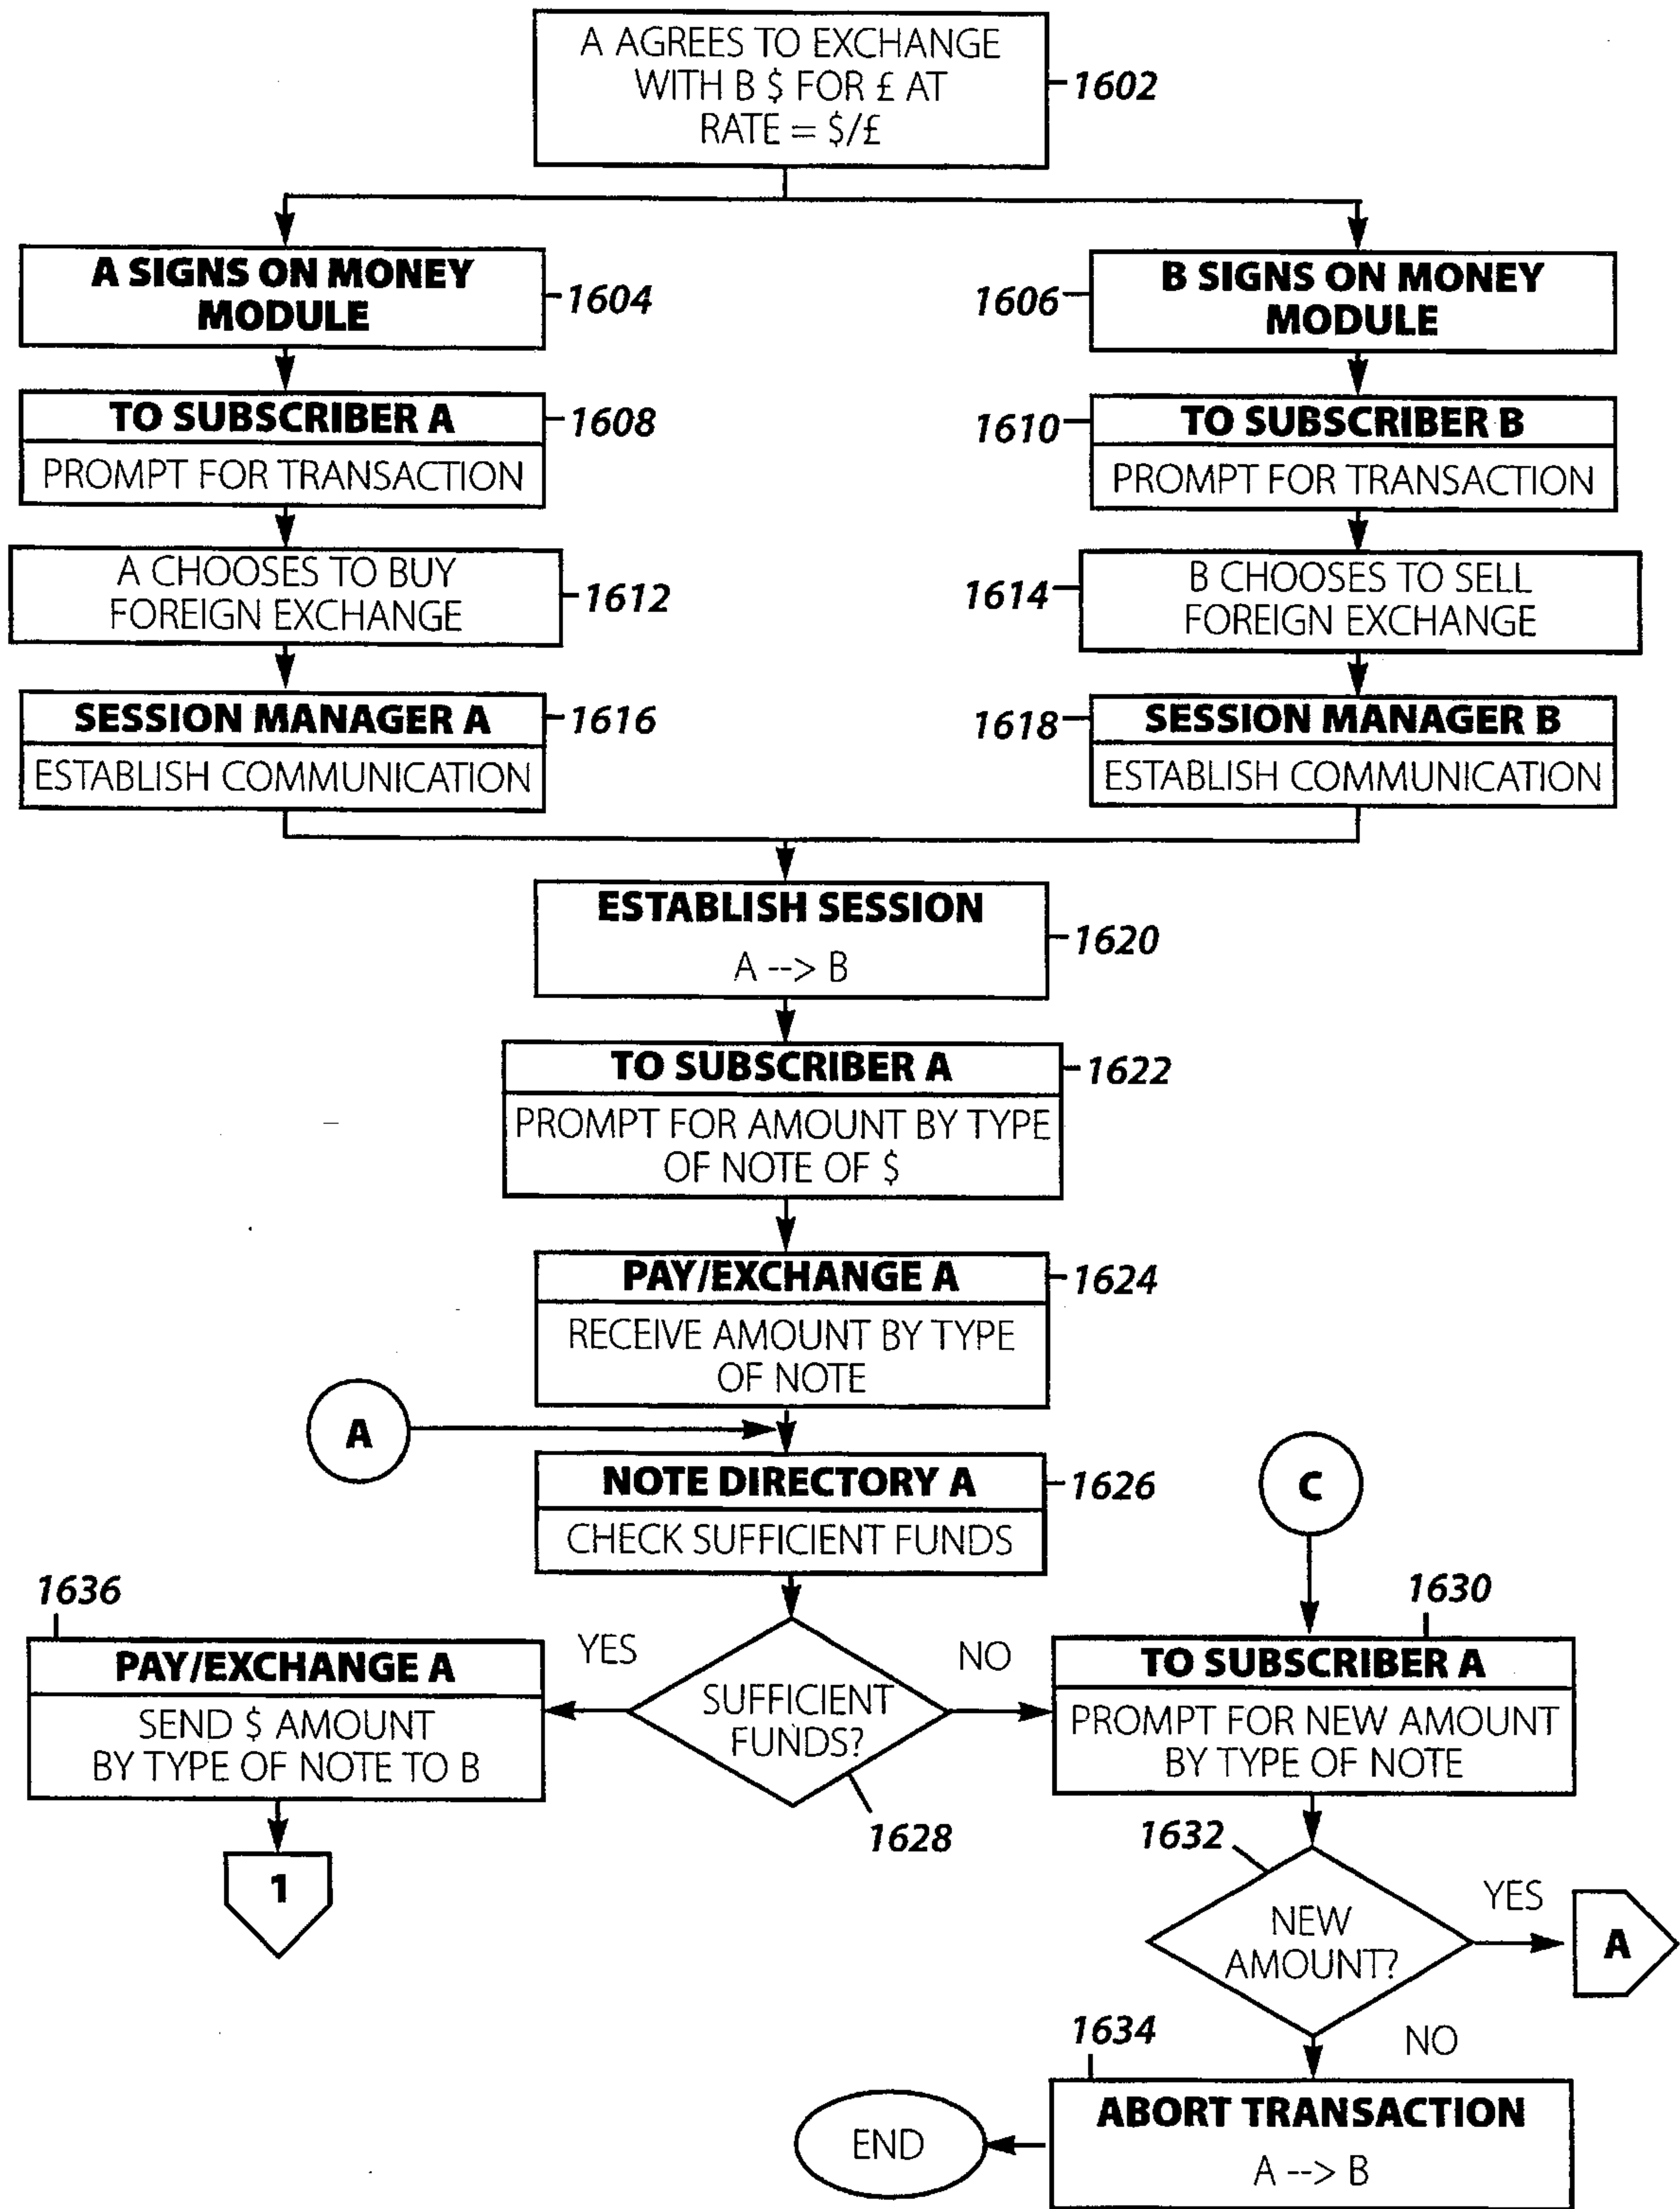 A AGREES TO EXCHANGE
WITH B $ FOR £ AT
RATE = $/£
1602
A SIGNS ON MONEY
MODULE
1604
1606
B SIGNS ON MONEY
MODULE
TO SUBSCRIBER A
1608
PROMPT FOR TRANSACTION
1610
TO SUBSCRIBER B
PROMPT FOR TRANSACTION
A CHOOSES TO BUY
FOREIGN EXCHANGE
1612
1614
B CHOOSES TO SELL
FOREIGN EXCHANGE
SESSION MANAGER A
1616
ESTABLISH COMMUNICATION
1618
SESSION MANAGER B
ESTABLISH COMMUNICATION
ESTABLISH SESSION
A --> B
1620
TO SUBSCRIBER A
1622
PROMPT FOR AMOUNT BY TYPE
OF NOTE OF $
PAY/EXCHANGE A
1624
RECEIVE AMOUNT BY TYPE
OF NOTE
A
NOTE DIRECTORY A
1626
CHECK SUFFICIENT FUNDS
C
1636
PAY/EXCHANGE A
SEND $ AMOUNT
BY TYPE OF NOTE TO B
1
YES
SUFFICIENT
FUNDS?
NO
1628
1630
TO SUBSCRIBER A
PROMPT FOR NEW AMOUNT
BY TYPE OF NOTE
1632
NEW
AMOUNT?
YES
A
NO
1634
ABORT TRANSACTION
A --> B
END